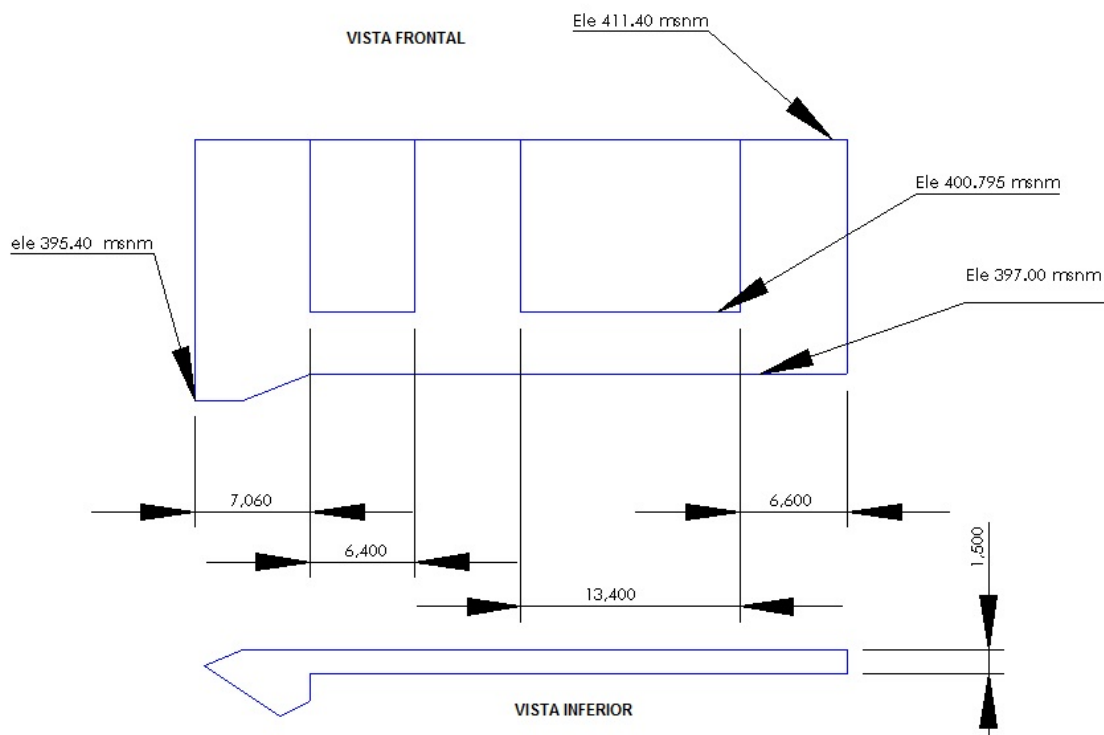 VISTA FRONTAL
Ele 411.40 msnm
Ele 400.795 msnm
ele 395.40 msnm
Ele 397.00 msnm
7,060
6,600
6,400
1,500
13,400
VISTA INFERIOR